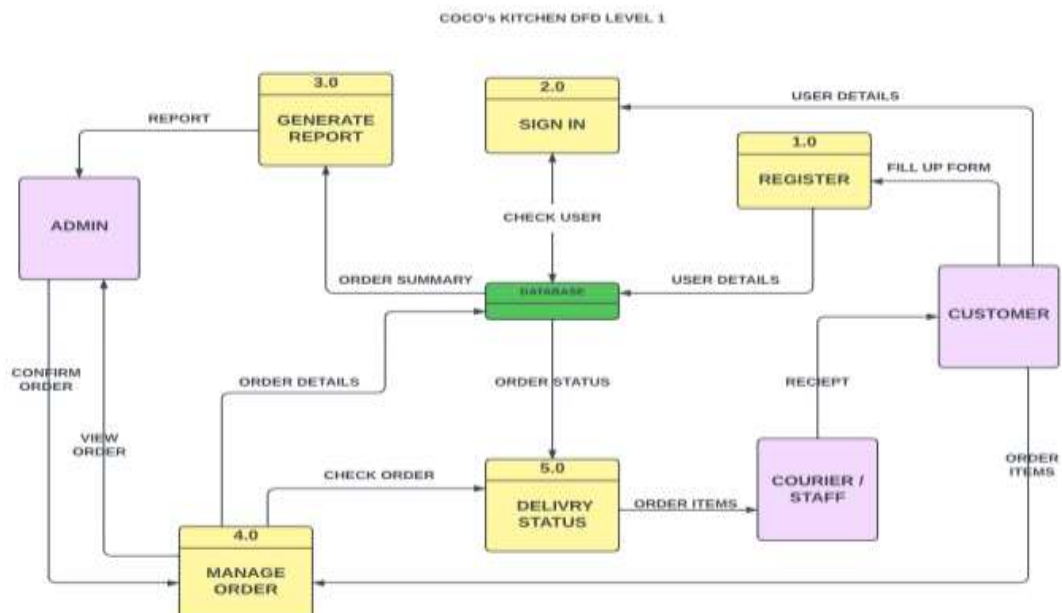 COCO's KITCHEN DFD LEVEL 1
3.0
GENERATE
REPORT
2.0
SIGN IN
USER DETAILS
REPORT
1.0
REGISTER
FILL UP FORM
ADMIN
CHECK USER
ORDER SUMMARY
DATABASE
USER DETAILS
CUSTOMER
CONFIRM
ORDER
ORDER DETAILS
ORDER STATUS
RECIEPT
VIEW
ORDER
CHECK ORDER
5.0
DELIVRY
STATUS
ORDER ITEMS
COURIER /
STAFF
ORDER
ITEMS
4.0
MANAGE
ORDER